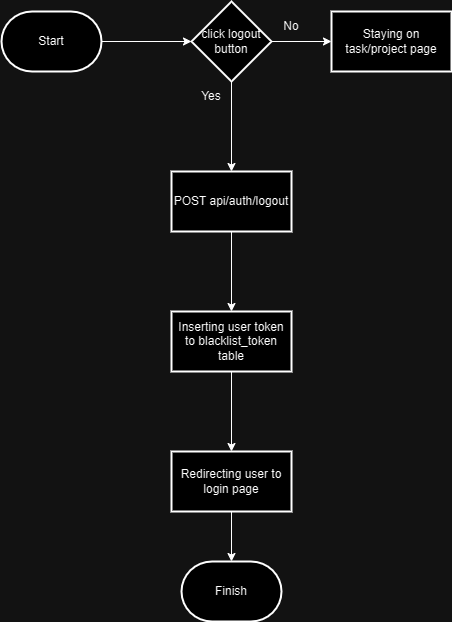 Start
click logout
button
No
Staying on
task/project page
Yes
POST api/auth/logout
Inserting user token
to blacklist_token
table
Redirecting user to
login page
Finish